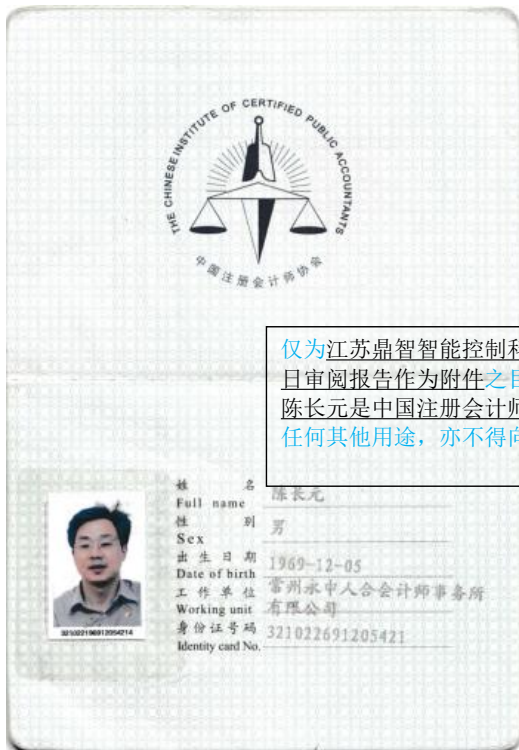 THE CHINESE INSTITUTE OF CERTIFIED PUBLIC ACCOUNTANTS
中国注册会计师协会
仅为江苏鼎智智能控制科
日审阅报告作为附件之目
陈长元是中国注册会计师
任何其他用途，亦不得向
姓 名 陈长元
Full name
性 别 男
Sex
出生日期 1969-12-05
Date of birth
工作单位 常州永申人合会计师事务所
Working unit 有限公司
身份证号码 321022691205421
Identity card No.
321022196912054214